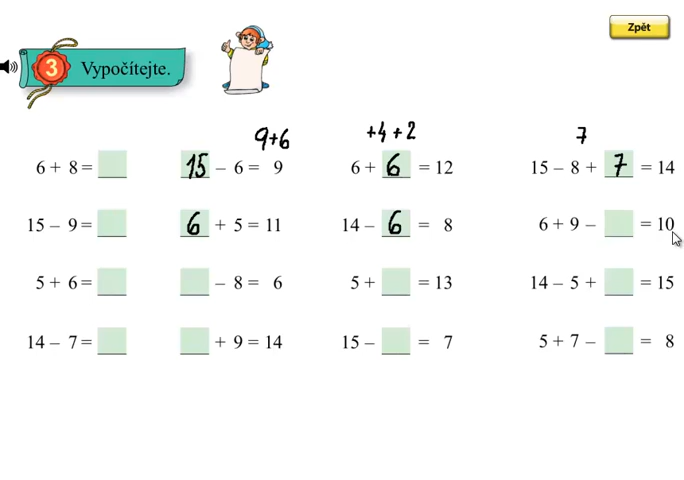 Zpět
3 Vypočítejte.
9+6 +4+2 7
6 + 8 = 15 – 6 = 9 6 + 6 = 12 15 – 8 + 7 = 14
15 – 9 = 6 + 5 = 11 14 – 6 = 8 6 + 9 – = 10
5 + 6 = – 8 = 6 5 + = 13 14 – 5 + = 15
14 – 7 = + 9 = 14 15 – = 7 5 + 7 – = 8